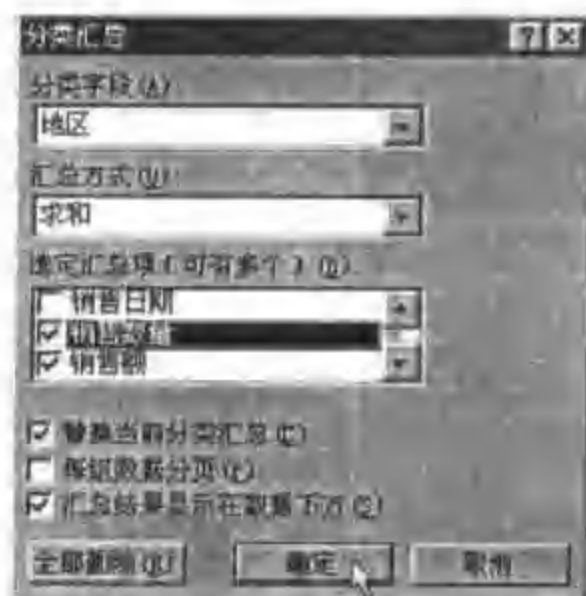 分类汇总
分类字段(A):
地区
汇总方式(U):
求和
选定汇总项(可有多个)(D):
销售日期
销售额
替换当前分类汇总(C)
每组数据分页(P)
汇总结果显示在数据下方(S)
全部删除(R)
确定
取消